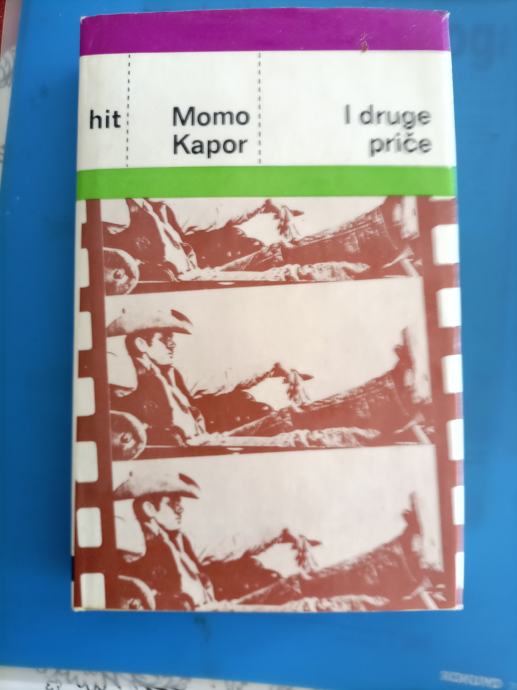 hit
Momo
Kapor
I druge
priče